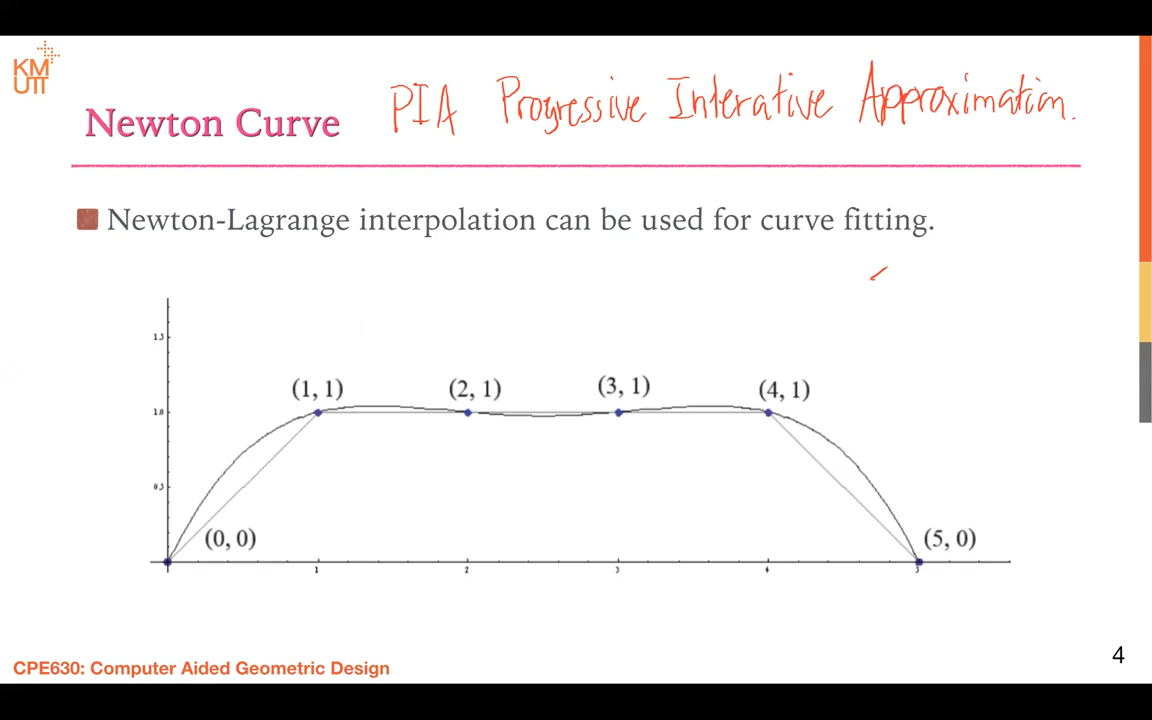 KM
UTT
PIA Progressive Interative Approximation.
Newton Curve
Newton-Lagrange interpolation can be used for curve fitting.
1.5
(1, 1) (2, 1) (3, 1) (4, 1)
1.0
0.5
(0, 0) (5, 0)
1 2 3 4 5
4
CPE630: Computer Aided Geometric Design